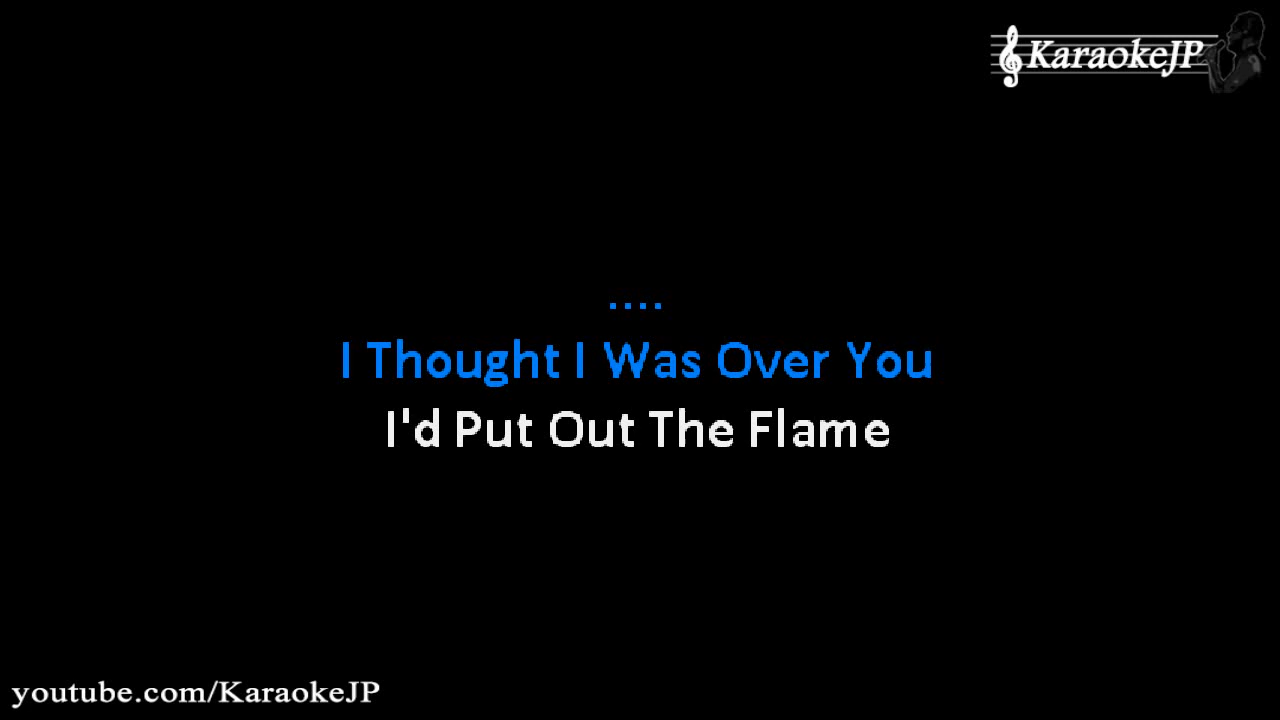 KaraokeJP
....
I Thought I Was Over You
I'd Put Out The Flame
youtube.com/KaraokeJP